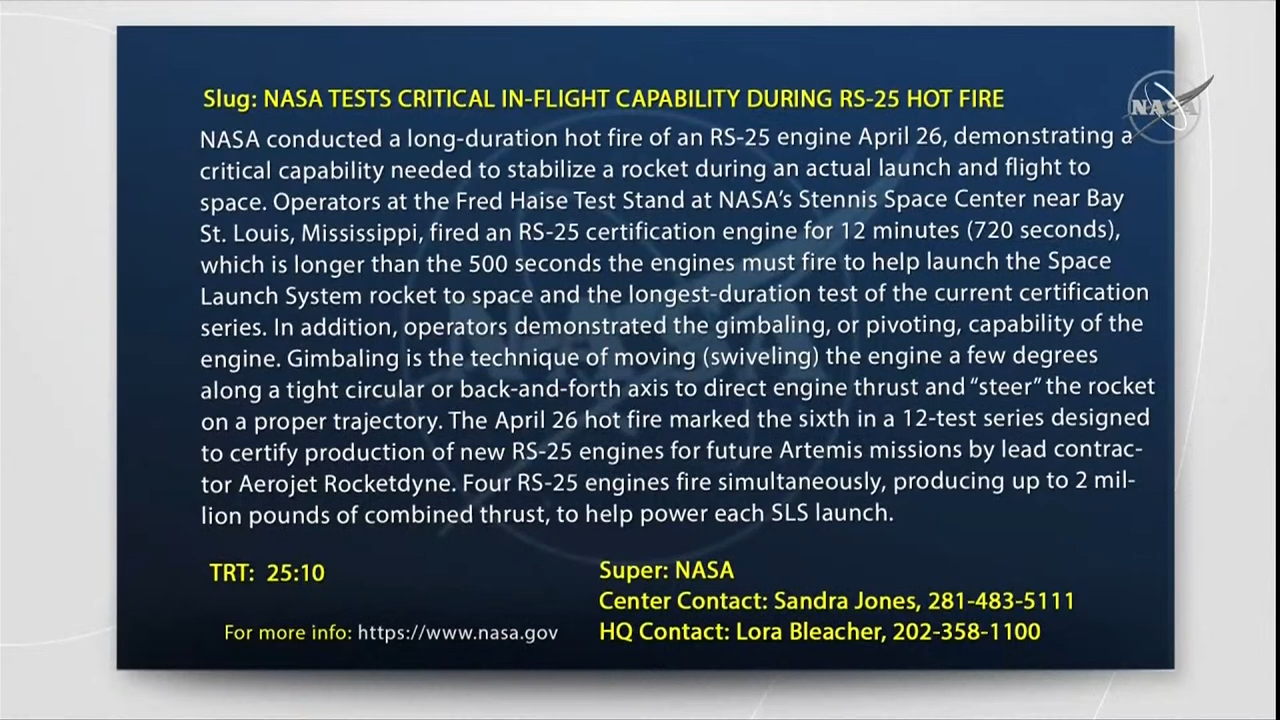 Slug: NASA TESTS CRITICAL IN-FLIGHT CAPABILITY DURING RS-25 HOT FIRE
NASA
NASA conducted a long-duration hot fire of an RS-25 engine April 26, demonstrating a
critical capability needed to stabilize a rocket during an actual launch and flight to
space. Operators at the Fred Haise Test Stand at NASA’s Stennis Space Center near Bay
St. Louis, Mississippi, fired an RS-25 certification engine for 12 minutes (720 seconds),
which is longer than the 500 seconds the engines must fire to help launch the Space
Launch System rocket to space and the longest-duration test of the current certification
series. In addition, operators demonstrated the gimbaling, or pivoting, capability of the
engine. Gimbaling is the technique of moving (swiveling) the engine a few degrees
along a tight circular or back-and-forth axis to direct engine thrust and “steer” the rocket
on a proper trajectory. The April 26 hot fire marked the sixth in a 12-test series designed
to certify production of new RS-25 engines for future Artemis missions by lead contrac-
tor Aerojet Rocketdyne. Four RS-25 engines fire simultaneously, producing up to 2 mil-
lion pounds of combined thrust, to help power each SLS launch.
TRT: 25:10
For more info: https://www.nasa.gov
Super: NASA
Center Contact: Sandra Jones, 281-483-5111
HQ Contact: Lora Bleacher, 202-358-1100